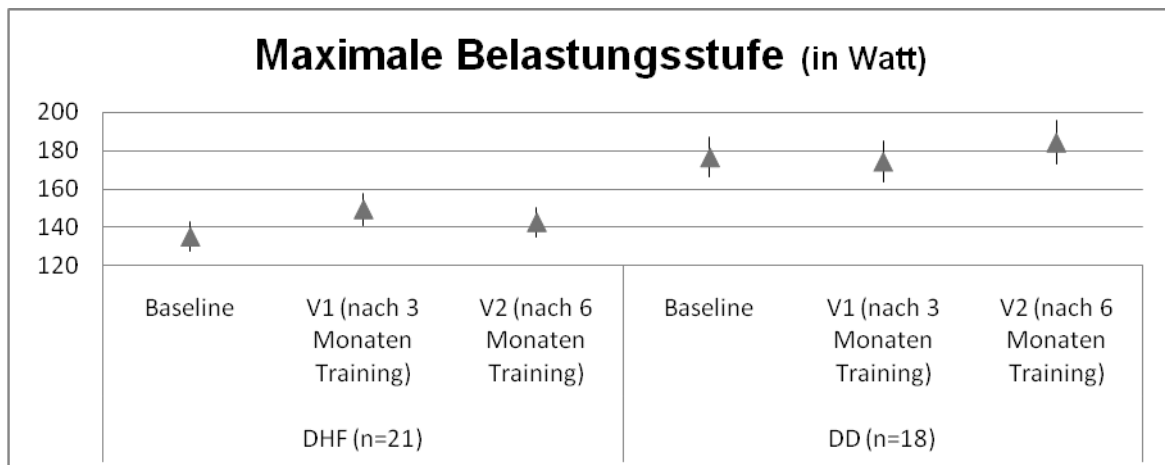 Maximale Belastungsstufe (in Watt)
200
180
160
140
120
Baseline
V1 (nach 3
Monaten
Training)
V2 (nach 6
Monaten
Training)
Baseline
V1 (nach 3
Monaten
Training)
V2 (nach 6
Monaten
Training)
DHF (n=21)
DD (n=18)